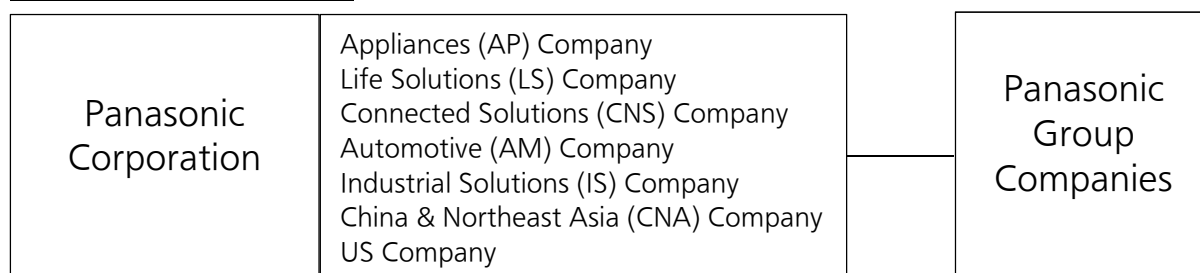 Panasonic
Corporation
Appliances (AP) Company
Life Solutions (LS) Company
Connected Solutions (CNS) Company
Automotive (AM) Company
Industrial Solutions (IS) Company
China & Northeast Asia (CNA) Company
US Company
Panasonic
Group
Companies